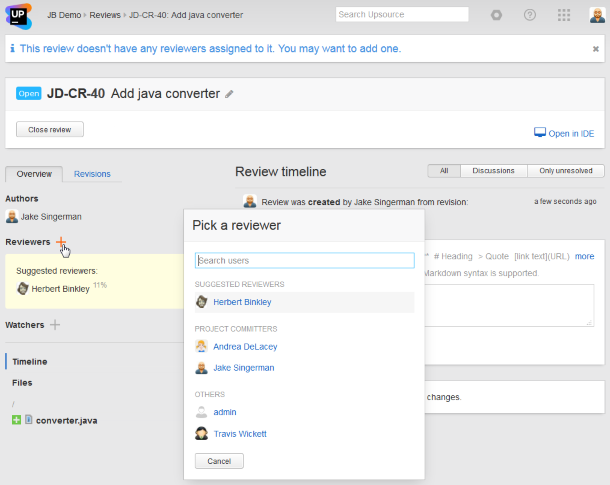 UP
JB Demo › Reviews › JD-CR-40: Add java converter
Search Upsource
This review doesn't have any reviewers assigned to it. You may want to add one.
Open JD-CR-40 Add java converter
Close review
Open in IDE
Overview Revisions
Review timeline
All Discussions Only unresolved
Authors
Jake Singerman
Review was created by Jake Singerman from revision:
a few seconds ago
Reviewers
Suggested reviewers:
Herbert Binkley 11%
Watchers
Timeline
Files
/
converter.java
Pick a reviewer
Search users
SUGGESTED REVIEWERS
Herbert Binkley
PROJECT COMMITTERS
Andrea DeLacey
Jake Singerman
OTHERS
admin
Travis Wickett
Cancel
# Heading > Quote [link text](URL) more
Markdown syntax is supported
changes.